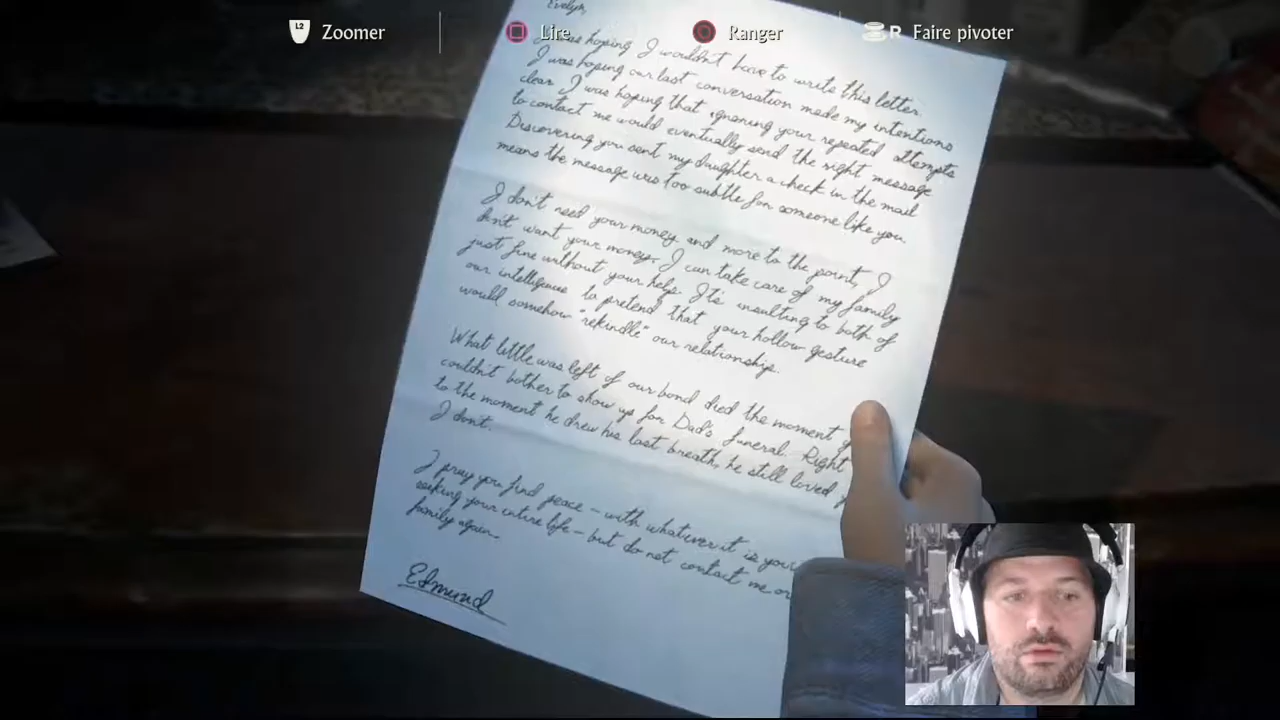 L2 Zoomer
Lire
Ranger
R Faire pivoter
Evelyn,
I was hoping I wouldn't have to write this letter.
I was hoping our last conversation made my intentions
clear. I was hoping that ignoring your repeated attempts
to contact me would eventually send the right message
Discovering you sent my daughter a check in the mail
means the message was too subtle for someone like you.
I don't need your money and more to the point, I
don't want your money. I can take care of my family
just fine without your help. It's insulting to both of
our intelligence to pretend that your hollow gesture
would somehow "rekindle" our relationship.
What little was left of our bond died the moment
couldn't bother to show up for Dad's funeral. Right
to the moment he drew his last breath, he still loved
I don't.
I pray you find peace - with whatever it is you're
seeking your entire life - but do not contact me or
family again.
Edmund